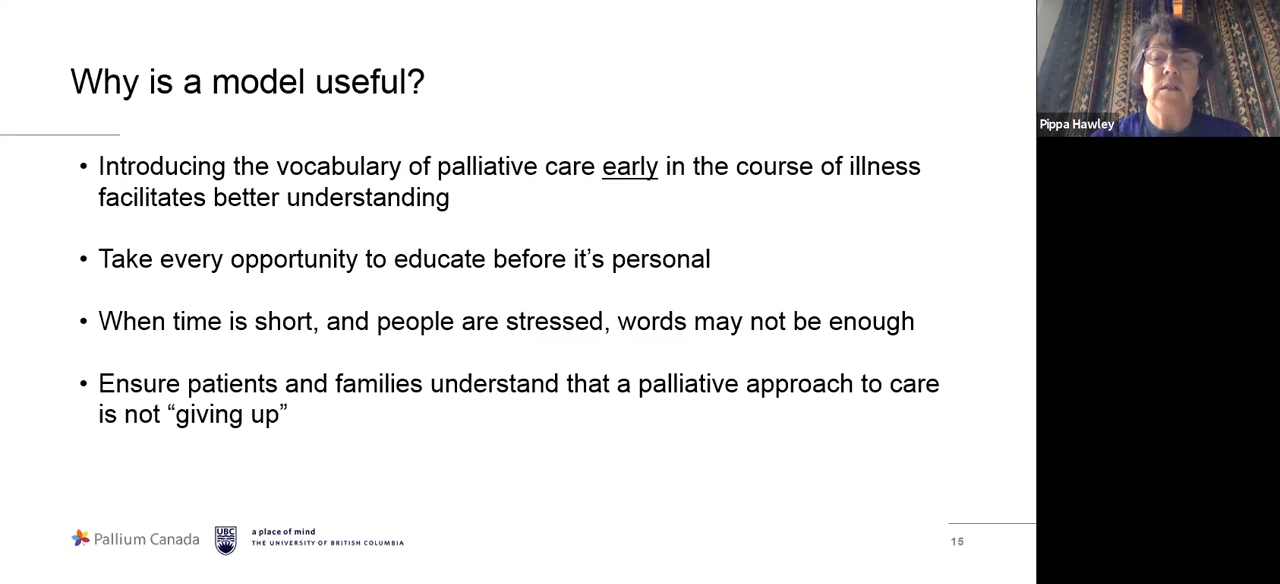 Why is a model useful?
• Introducing the vocabulary of palliative care early in the course of illness
facilitates better understanding
• Take every opportunity to educate before it’s personal
• When time is short, and people are stressed, words may not be enough
• Ensure patients and families understand that a palliative approach to care
is not “giving up”
Pallium Canada
UBC
a place of mind
THE UNIVERSITY OF BRITISH COLUMBIA
15
Pippa Hawley